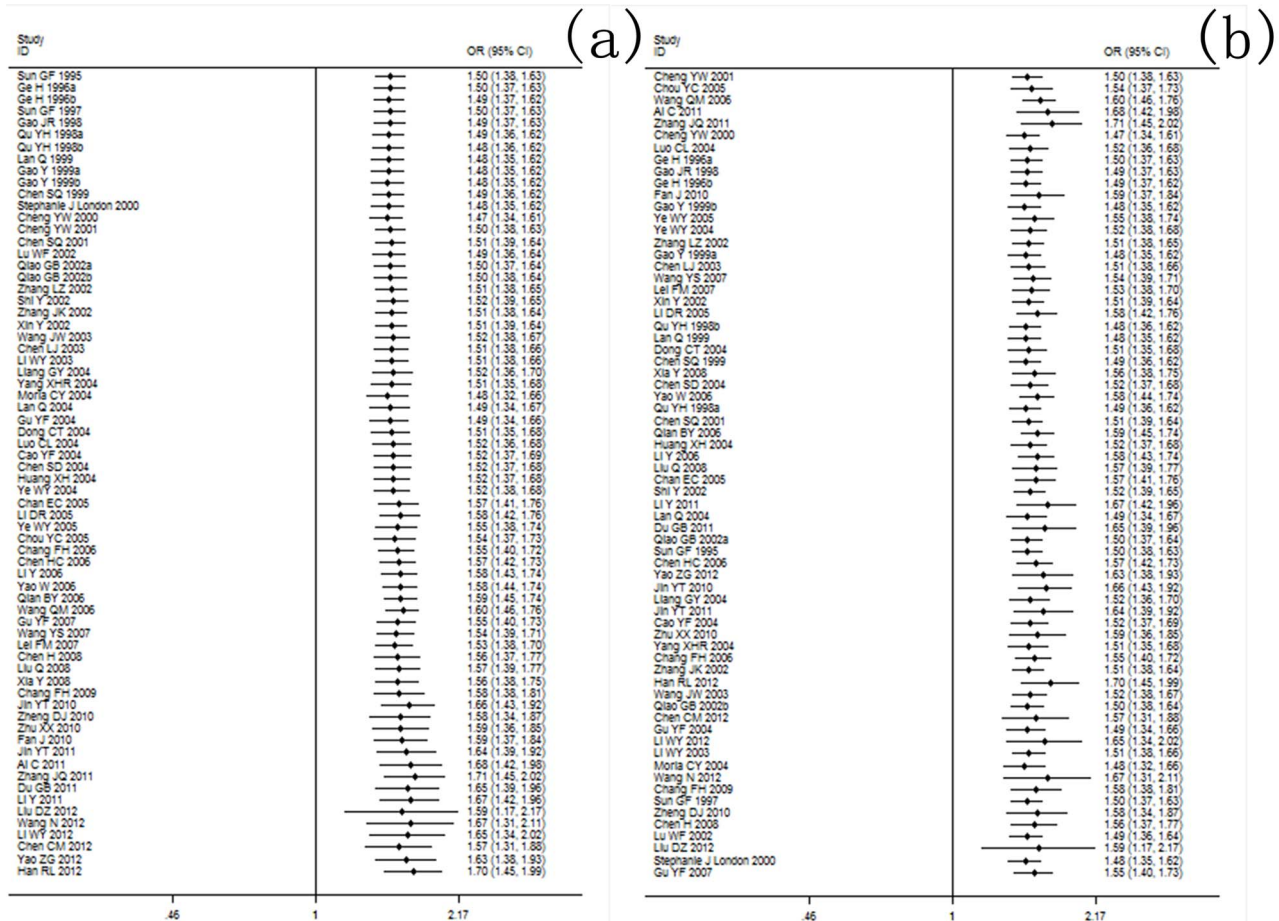 (a)
Study
ID
OR (95% CI)
Sun GF 1995 1.50 (1.38, 1.63)
Ge H 1996a 1.50 (1.37, 1.63)
Ge H 1996b 1.49 (1.37, 1.62)
Sun GF 1997 1.50 (1.37, 1.63)
Gao JR 1998 1.49 (1.37, 1.63)
Qu YH 1998a 1.49 (1.36, 1.62)
Qu YH 1998b 1.48 (1.36, 1.62)
Lan Q 1999 1.48 (1.35, 1.62)
Gao Y 1999a 1.48 (1.35, 1.62)
Gao Y 1999b 1.48 (1.35, 1.62)
Chen SQ 1999 1.49 (1.36, 1.62)
Stephanie J London 2000 1.48 (1.35, 1.62)
Cheng YW 2000 1.47 (1.34, 1.61)
Cheng YW 2001 1.50 (1.38, 1.63)
Chen SQ 2001 1.51 (1.39, 1.64)
Lu WF 2002 1.49 (1.36, 1.64)
Qiao GB 2002a 1.50 (1.37, 1.64)
Qiao GB 2002b 1.50 (1.38, 1.64)
Zhang LZ 2002 1.51 (1.38, 1.65)
Shi Y 2002 1.52 (1.39, 1.65)
Zhang JK 2002 1.51 (1.38, 1.64)
Xin Y 2002 1.51 (1.39, 1.64)
Wang JW 2003 1.52 (1.38, 1.67)
Chen LJ 2003 1.51 (1.38, 1.66)
LI WY 2003 1.51 (1.38, 1.66)
Liang GY 2004 1.52 (1.36, 1.70)
Yang XHR 2004 1.51 (1.35, 1.68)
Morla CY 2004 1.48 (1.32, 1.66)
Lan Q 2004 1.49 (1.34, 1.67)
Gu YF 2004 1.49 (1.34, 1.66)
Dong CT 2004 1.51 (1.35, 1.68)
Luo CL 2004 1.52 (1.36, 1.68)
Cao YF 2004 1.52 (1.37, 1.69)
Chen SD 2004 1.52 (1.37, 1.68)
Huang XH 2004 1.52 (1.37, 1.68)
Ye WY 2004 1.52 (1.38, 1.68)
Chan EC 2005 1.57 (1.41, 1.76)
LI DR 2005 1.58 (1.42, 1.76)
Ye WY 2005 1.55 (1.38, 1.74)
Chou YC 2005 1.54 (1.37, 1.73)
Chang FH 2006 1.55 (1.40, 1.72)
Chen HC 2006 1.57 (1.42, 1.73)
LI Y 2006 1.58 (1.43, 1.74)
Yao W 2006 1.58 (1.44, 1.74)
Qian BY 2006 1.59 (1.45, 1.74)
Wang QM 2006 1.60 (1.46, 1.76)
Gu YF 2007 1.55 (1.40, 1.73)
Wang YS 2007 1.54 (1.39, 1.71)
Lei FM 2007 1.53 (1.38, 1.70)
Chen H 2008 1.56 (1.37, 1.77)
Liu Q 2008 1.57 (1.39, 1.77)
Xia Y 2008 1.56 (1.38, 1.75)
Chang FH 2009 1.58 (1.38, 1.81)
Jin YT 2010 1.66 (1.43, 1.92)
Zheng DJ 2010 1.58 (1.34, 1.87)
Zhu XX 2010 1.59 (1.36, 1.85)
Fan J 2010 1.59 (1.37, 1.84)
Jin YT 2011 1.64 (1.39, 1.92)
Ai C 2011 1.68 (1.42, 1.98)
Zhang JQ 2011 1.71 (1.45, 2.02)
Du GB 2011 1.65 (1.39, 1.96)
LI Y 2011 1.67 (1.42, 1.96)
Liu DZ 2012 1.59 (1.17, 2.17)
Wang N 2012 1.67 (1.31, 2.11)
LI WY 2012 1.65 (1.34, 2.02)
Chen CM 2012 1.57 (1.31, 1.88)
Yao ZG 2012 1.63 (1.38, 1.93)
Han RL 2012 1.70 (1.45, 1.99)
.46 1 2.17
(b)
Study
ID
OR (95% CI)
Cheng YW 2001 1.50 (1.38, 1.63)
Chou YC 2005 1.54 (1.37, 1.73)
Wang QM 2006 1.60 (1.46, 1.76)
Ai C 2011 1.68 (1.42, 1.98)
Zhang JQ 2011 1.71 (1.45, 2.02)
Cheng YW 2000 1.47 (1.34, 1.61)
Luo CL 2004 1.52 (1.36, 1.68)
Ge H 1996a 1.50 (1.37, 1.63)
Gao JR 1998 1.49 (1.37, 1.63)
Ge H 1996b 1.49 (1.37, 1.62)
Fan J 2010 1.59 (1.37, 1.84)
Gao Y 1999b 1.48 (1.35, 1.62)
Ye WY 2005 1.55 (1.38, 1.74)
Ye WY 2004 1.52 (1.38, 1.68)
Zhang LZ 2002 1.51 (1.38, 1.65)
Gao Y 1999a 1.48 (1.35, 1.62)
Chen LJ 2003 1.51 (1.38, 1.66)
Wang YS 2007 1.54 (1.39, 1.71)
Lei FM 2007 1.53 (1.38, 1.70)
Xin Y 2002 1.51 (1.39, 1.64)
LI DR 2005 1.58 (1.42, 1.76)
Qu YH 1998b 1.48 (1.36, 1.62)
Lan Q 1999 1.48 (1.35, 1.62)
Dong CT 2004 1.51 (1.35, 1.68)
Chen SQ 1999 1.49 (1.36, 1.62)
Xia Y 2008 1.56 (1.38, 1.75)
Chen SD 2004 1.52 (1.37, 1.68)
Yao W 2006 1.58 (1.44, 1.74)
Qu YH 1998a 1.49 (1.36, 1.62)
Chen SQ 2001 1.51 (1.39, 1.64)
Qian BY 2006 1.59 (1.45, 1.74)
Huang XH 2004 1.52 (1.37, 1.68)
LI Y 2006 1.58 (1.43, 1.74)
Liu Q 2008 1.57 (1.39, 1.77)
Chan EC 2005 1.57 (1.41, 1.76)
Shi Y 2002 1.52 (1.39, 1.65)
LI Y 2011 1.67 (1.42, 1.96)
Lan Q 2004 1.49 (1.34, 1.67)
Du GB 2011 1.65 (1.39, 1.96)
Qiao GB 2002a 1.50 (1.37, 1.64)
Sun GF 1995 1.50 (1.38, 1.63)
Chen HC 2006 1.57 (1.42, 1.73)
Yao ZG 2012 1.63 (1.38, 1.93)
Jin YT 2010 1.66 (1.43, 1.92)
Liang GY 2004 1.52 (1.36, 1.70)
Jin YT 2011 1.64 (1.39, 1.92)
Cao YF 2004 1.52 (1.37, 1.69)
Zhu XX 2010 1.59 (1.36, 1.85)
Yang XHR 2004 1.51 (1.35, 1.68)
Chang FH 2006 1.55 (1.40, 1.72)
Zhang JK 2002 1.51 (1.38, 1.64)
Han RL 2012 1.70 (1.45, 1.99)
Wang JW 2003 1.52 (1.38, 1.67)
Qiao GB 2002b 1.50 (1.38, 1.64)
Chen CM 2012 1.57 (1.31, 1.88)
Gu YF 2004 1.49 (1.34, 1.66)
LI WY 2012 1.65 (1.34, 2.02)
LI WY 2003 1.51 (1.38, 1.66)
Morla CY 2004 1.48 (1.32, 1.66)
Wang N 2012 1.67 (1.31, 2.11)
Chang FH 2009 1.58 (1.38, 1.81)
Sun GF 1997 1.50 (1.37, 1.63)
Zheng DJ 2010 1.58 (1.34, 1.87)
Chen H 2008 1.56 (1.37, 1.77)
Lu WF 2002 1.49 (1.36, 1.64)
Liu DZ 2012 1.59 (1.17, 2.17)
Stephanie J London 2000 1.48 (1.35, 1.62)
Gu YF 2007 1.55 (1.40, 1.73)
.46 1 2.17